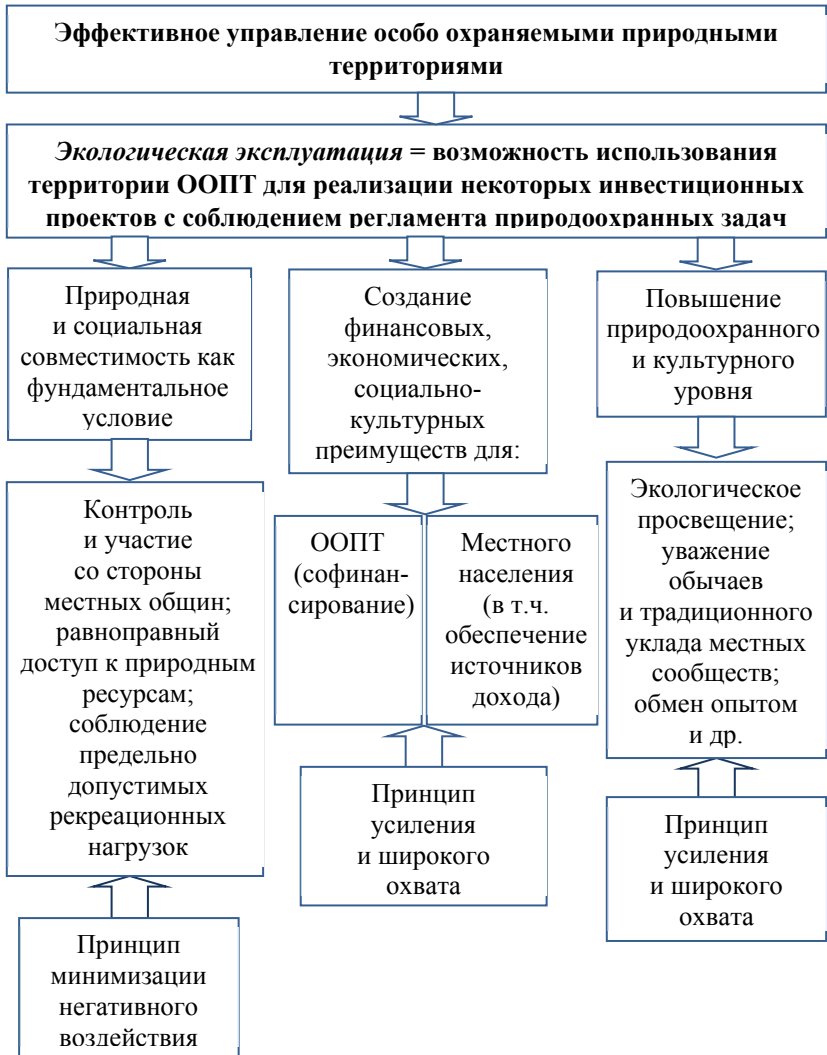 Эффективное управление особо охраняемыми природными
территориями
Экологическая эксплуатация = возможность использования
территории ООПТ для реализации некоторых инвестиционных
проектов с соблюдением регламента природоохранных задач
Природная
и социальная
совместимость как
фундаментальное
условие
Создание
финансовых,
экономических,
социально-
культурных
преимуществ для:
Повышение
природоохранного
и культурного
уровня
Контроль
и участие
со стороны
местных общин;
равноправный
доступ к природным
ресурсам;
соблюдение
предельно
допустимых
рекреационных
нагрузок
ООПТ
(софинан-
сирование)
Местного
населения
(в т.ч.
обеспечение
источников
дохода)
Экологическое
просвещение;
уважение
обычаев
и традиционного
уклада местных
сообществ;
обмен опытом
и др.
Принцип
минимизации
негативного
воздействия
Принцип
усиления
и широкого
охвата
Принцип
усиления
и широкого
охвата